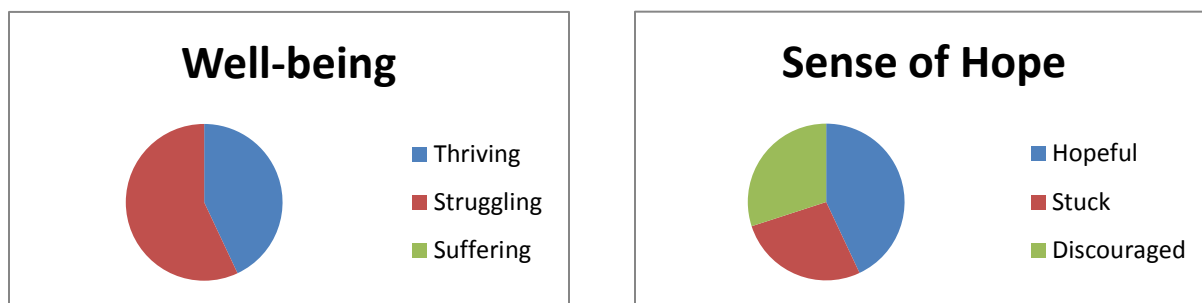 Well-being
Thriving
Struggling
Suffering
Sense of Hope
Hopeful
Stuck
Discouraged